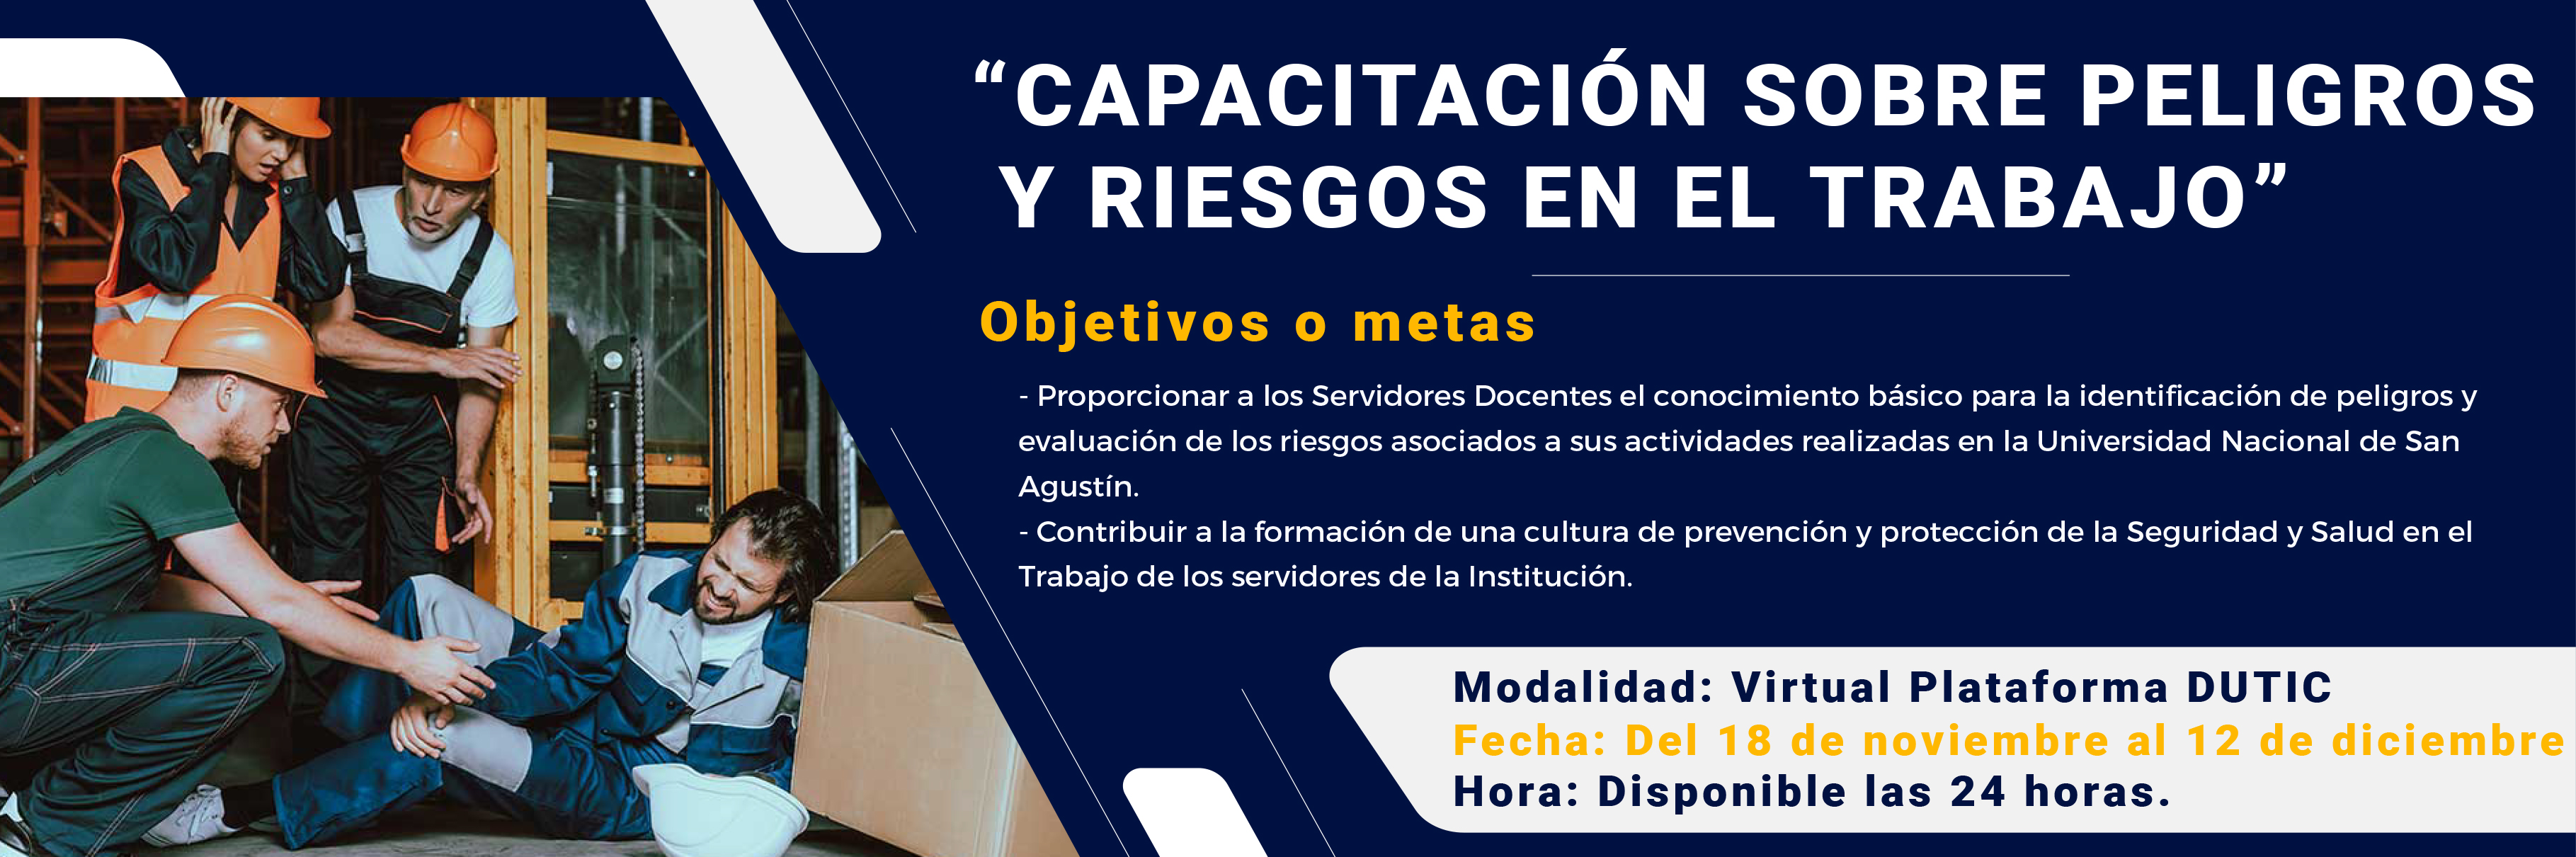 “CAPACITACIÓN SOBRE PELIGROS
Y RIESGOS EN EL TRABAJO”
Objetivos o metas
- Proporcionar a los Servidores Docentes el conocimiento básico para la identificación de peligros y
evaluación de los riesgos asociados a sus actividades realizadas en la Universidad Nacional de San
Agustín.
- Contribuir a la formación de una cultura de prevención y protección de la Seguridad y Salud en el
Trabajo de los servidores de la Institución.
Modalidad: Virtual Plataforma DUTIC
Fecha: Del 18 de noviembre al 12 de diciembre
Hora: Disponible las 24 horas.